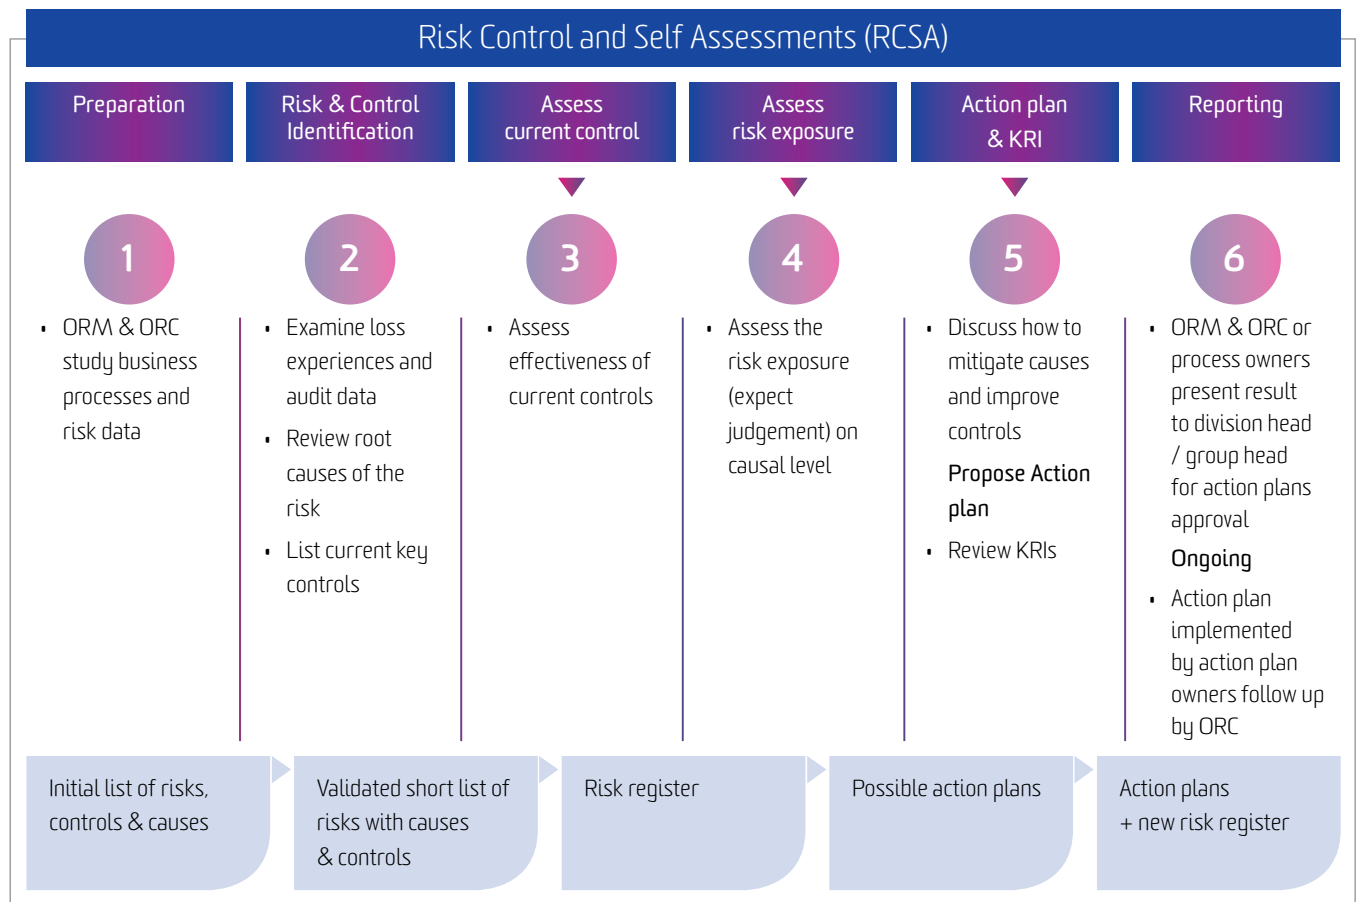 Risk Control and Self Assessments (RCSA)
Preparation
Risk & Control
Identification
Assess
current control
Assess
risk exposure
Action plan
& KRI
Reporting
1
2
3
4
5
6
▪ ORM & ORC
study business
processes and
risk data
▪ Examine loss
experiences and
audit data
▪ Review root
causes of the
risk
▪ List current key
controls
▪ Assess
effectiveness of
current controls
▪ Assess the
risk exposure
(expect
judgement) on
causal level
▪ Discuss how to
mitigate causes
and improve
controls
Propose Action
plan
▪ Review KRIs
▪ ORM & ORC or
process owners
present result
to division head
/ group head
for action plans
approval
Ongoing
▪ Action plan
implemented
by action plan
owners follow up
by ORC
Initial list of risks,
controls & causes
Validated short list of
risks with causes
& controls
Risk register
Possible action plans
Action plans
+ new risk register